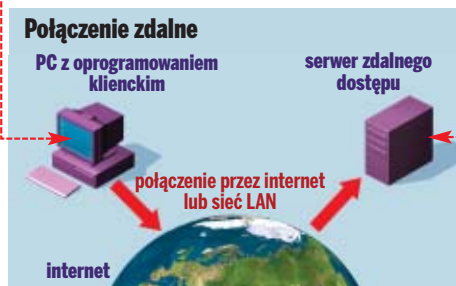 Połączenie zdalne
PC z oprogramowaniem
klienckim
serwer zdalnego
dostępu
połączenie przez internet
lub sieć LAN
internet